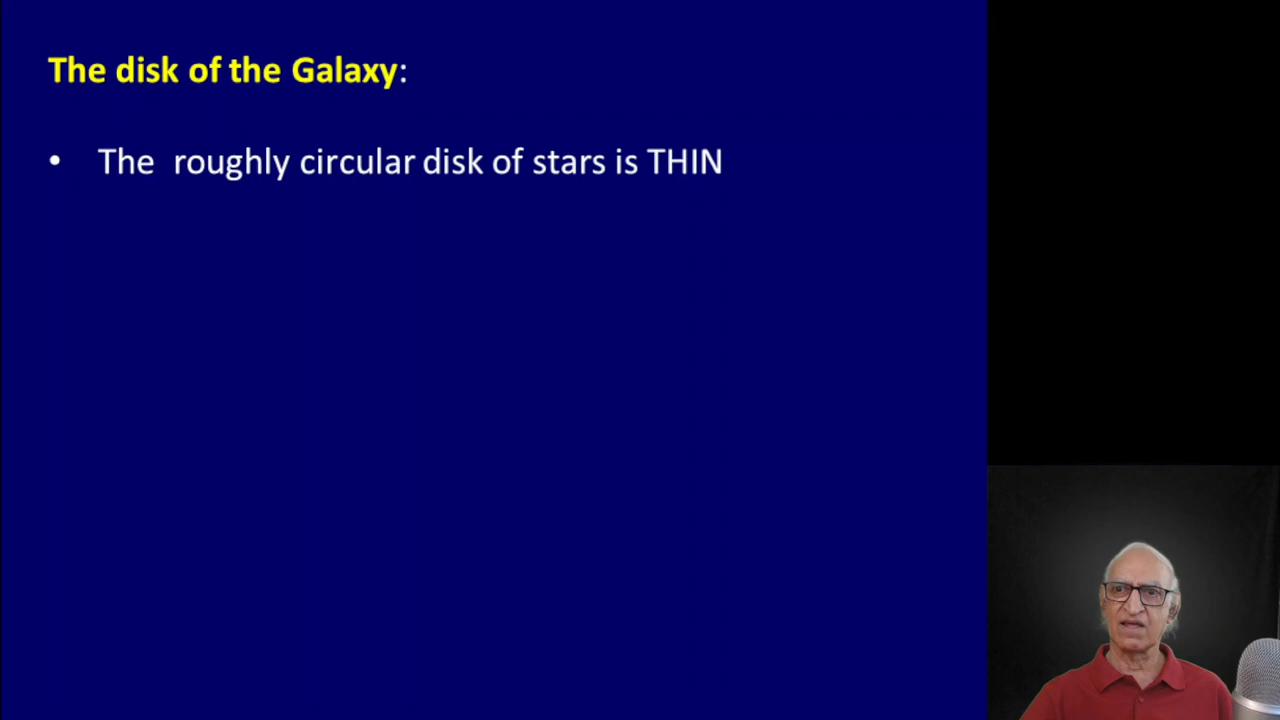 The disk of the Galaxy:
• The roughly circular disk of stars is THIN